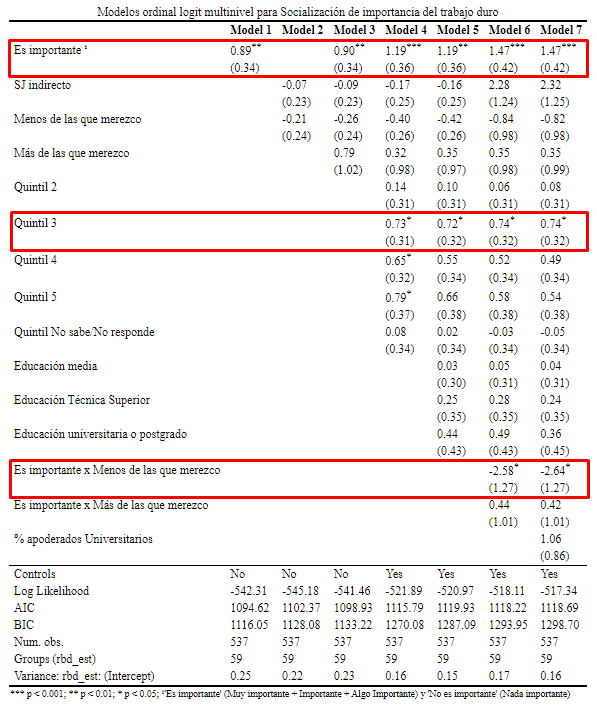 Modelos ordinal logit multinivel para Socialización de importancia del trabajo duro
Model 1 Model 2 Model 3 Model 4 Model 5 Model 6 Model 7
Es importante ¹ 0.89** 0.90** 1.19*** 1.19** 1.47*** 1.47***
(0.34) (0.34) (0.36) (0.36) (0.42) (0.42)
SJ indirecto -0.07 -0.09 -0.17 -0.16 2.28 2.32
(0.23) (0.23) (0.25) (0.25) (1.24) (1.25)
Menos de las que merezco -0.21 -0.26 -0.40 -0.42 -0.84 -0.82
(0.24) (0.24) (0.26) (0.26) (0.98) (0.98)
Más de las que merezco 0.79 0.32 0.35 0.35 0.35
(1.02) (0.98) (0.97) (0.98) (0.99)
Quintil 2 0.14 0.10 0.06 0.08
(0.31) (0.31) (0.31) (0.31)
Quintil 3 0.73* 0.72* 0.74* 0.74*
(0.31) (0.32) (0.32) (0.32)
Quintil 4 0.65* 0.55 0.52 0.49
(0.32) (0.34) (0.34) (0.34)
Quintil 5 0.79* 0.66 0.58 0.54
(0.37) (0.38) (0.38) (0.38)
Quintil No sabe/No responde 0.08 0.02 -0.03 -0.05
(0.34) (0.34) (0.34) (0.34)
Educación media 0.03 0.05 0.04
(0.30) (0.31) (0.31)
Educación Técnica Superior 0.25 0.28 0.24
(0.35) (0.35) (0.35)
Educación universitaria o postgrado 0.44 0.49 0.36
(0.43) (0.43) (0.45)
Es importante x Menos de las que merezco -2.58* -2.64*
(1.27) (1.27)
Es importante x Más de las que merezco 0.44 0.42
(1.01) (1.01)
% apoderados Universitarios 1.06
(0.86)
Controls No No No Yes Yes Yes Yes
Log Likelihood -542.31 -545.18 -541.46 -521.89 -520.97 -518.11 -517.34
AIC 1094.62 1102.37 1098.93 1115.79 1119.93 1118.22 1118.69
BIC 1116.05 1128.08 1133.22 1270.08 1287.09 1293.95 1298.70
Num. obs. 537 537 537 537 537 537 537
Groups (rbd_est) 59 59 59 59 59 59 59
Variance: rbd_est: (Intercept) 0.25 0.22 0.23 0.16 0.15 0.17 0.16
*** p < 0.001; ** p < 0.01; * p < 0.05; ¹'Es importante' (Muy importante + Importante + Algo Importante) y 'No es importante' (Nada importante)